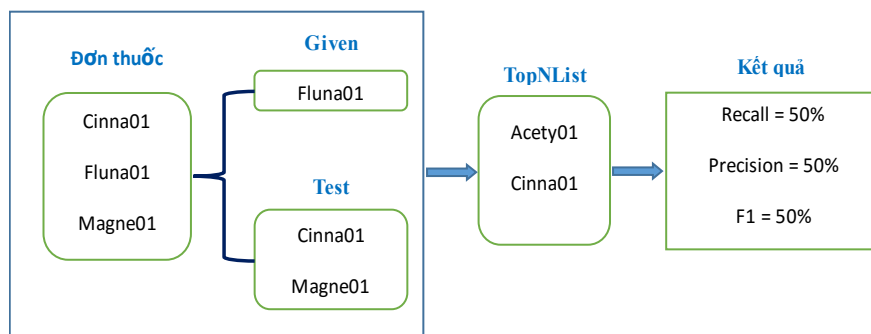 Đơn thuốc
Cinna01
Fluna01
Magne01
Given
Fluna01
Test
Cinna01
Magne01
TopNList
Acety01
Cinna01
Kết quả
Recall = 50%
Precision = 50%
F1 = 50%